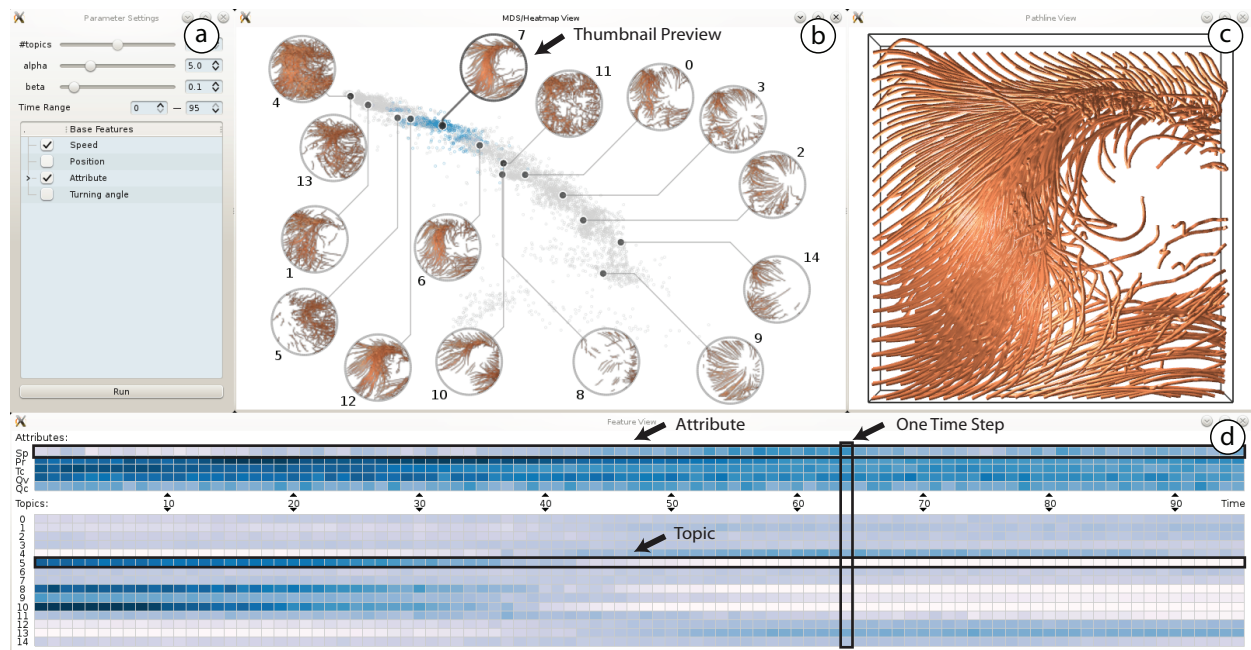 Parameter Settings
a
#topics
alpha 5.0
beta 0.1
Time Range 0 — 95
Base Features
Speed
Position
Attribute
Turning angle
Run
MDS/Heatmap View
b
Thumbnail Preview
7
4
11
0
3
13
2
1
6
14
5
9
12
10
8
Pathline View
c
Feature View
d
Attribute
One Time Step
Attributes:
Sp
Pr
Tc
Qv
Qc
10 20 30 40 50 60 70 80 90 Time
Topics:
Topic
0
1
2
3
4
5
6
7
8
9
10
11
12
13
14